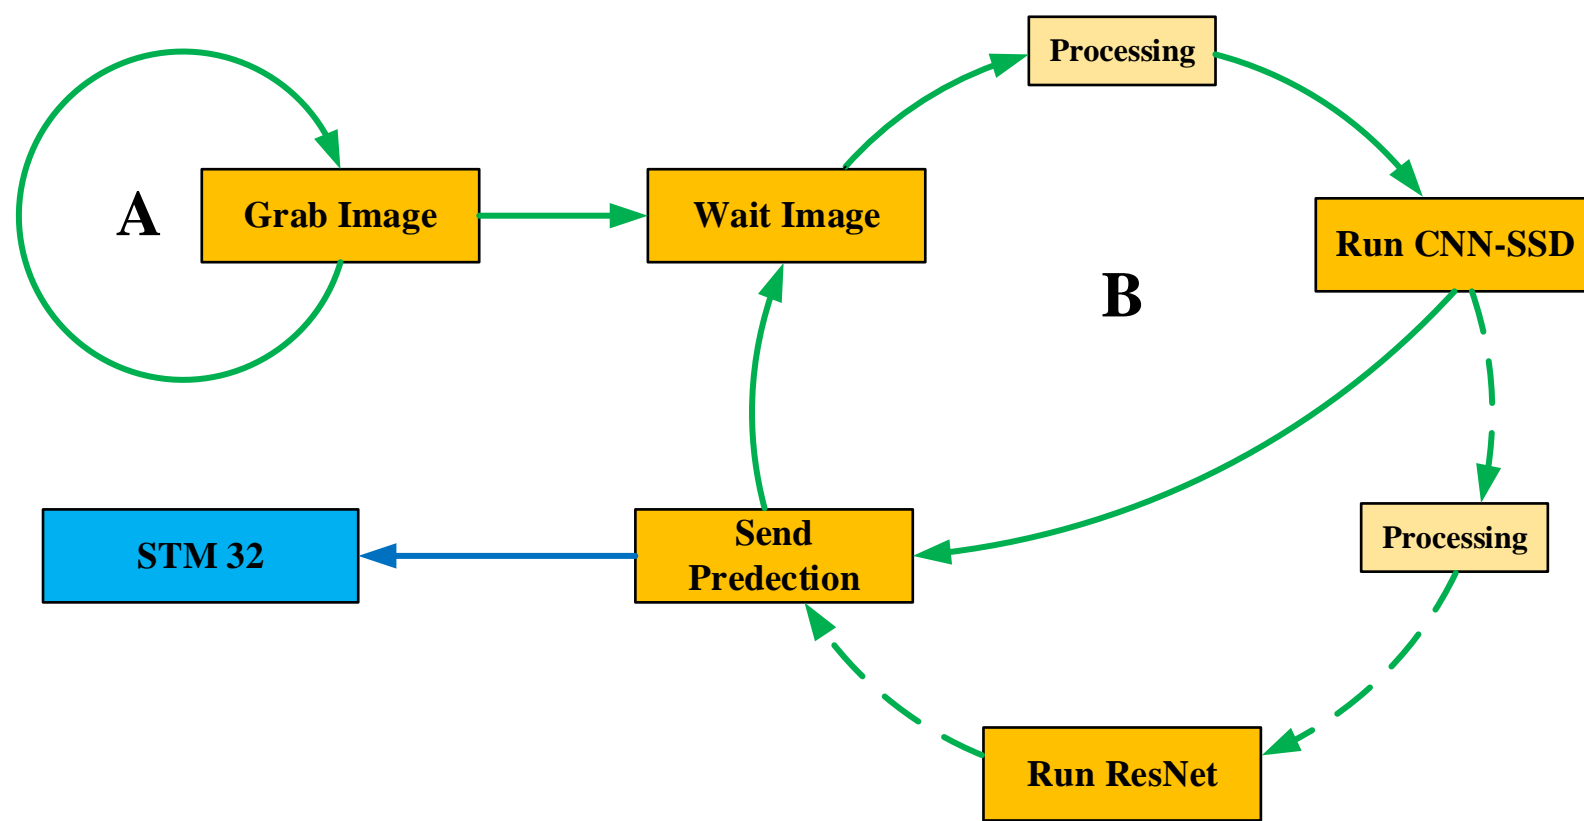 Processing
A
Grab Image
Wait Image
Run CNN-SSD
B
STM 32
Send
Predection
Processing
Run ResNet